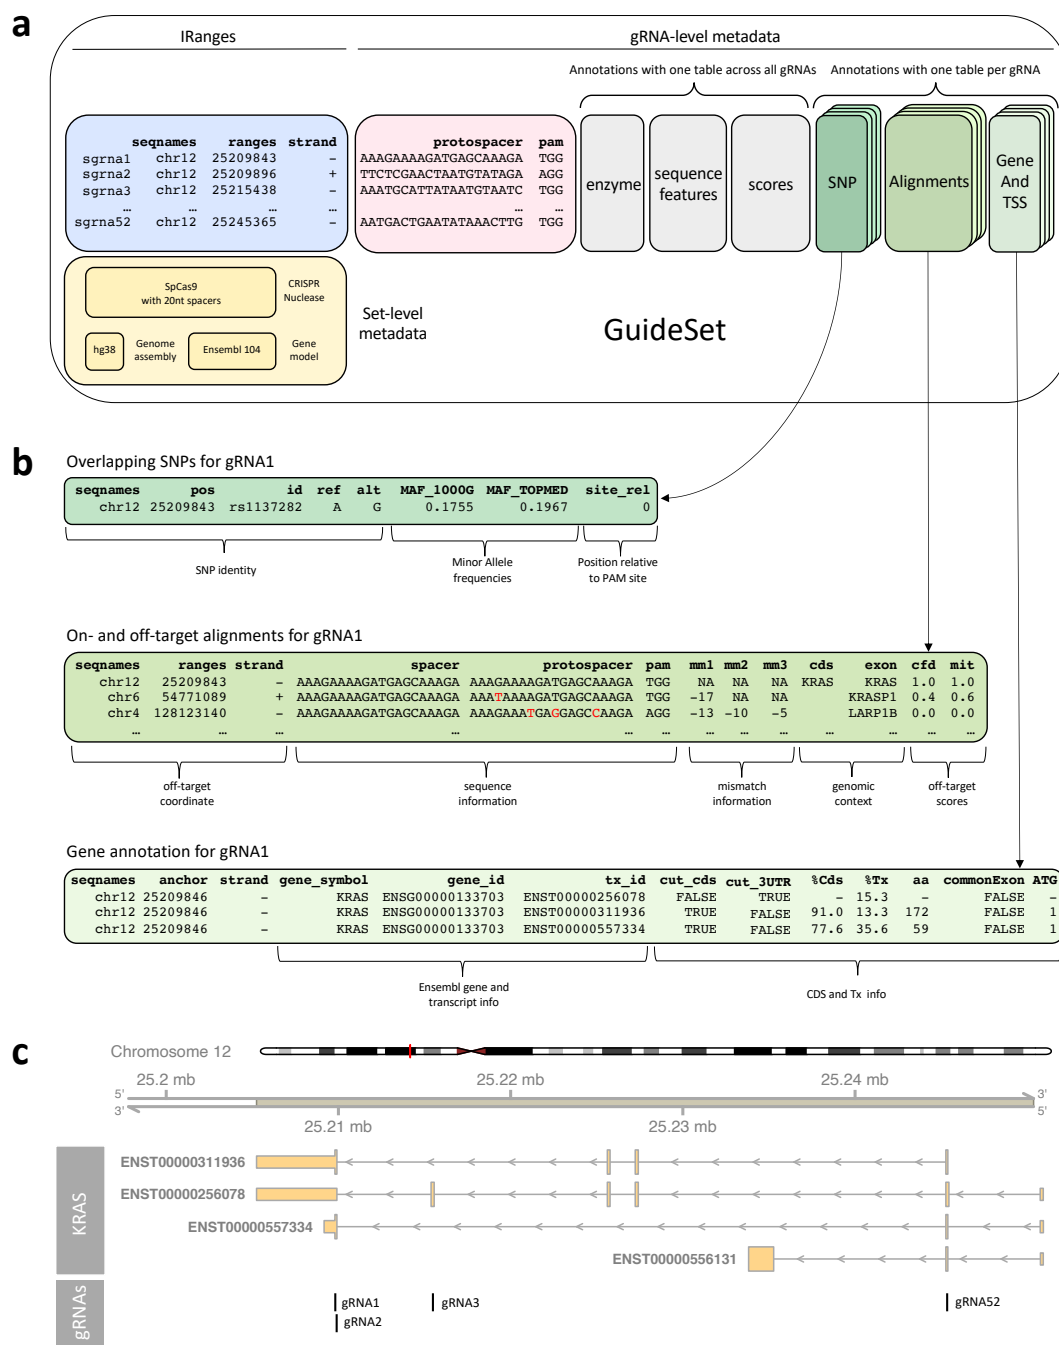 a
IRanges
gRNA-level metadata
Annotations with one table across all gRNAs
Annotations with one table per gRNA
seqnames ranges strand
sgrna1 chr12 25209843 −
sgrna2 chr12 25209896 +
sgrna3 chr12 25215438 −
… … … …
sgrna52 chr12 25245365 −
protospacer pam
AAAGAAAAGATGAGCAAAGA TGG
TTCTCGAACTAATGTATAGA AGG
AAATGCATTATAATGTAATC TGG
… …
AATGACTGAATATAAACTTG TGG
enzyme
sequence features
scores
SNP
Alignments
Gene And TSS
SpCas9
with 20nt spacers
CRISPR
Nuclease
hg38
Genome
assembly
Ensembl 104
Gene
model
Set-level
metadata
GuideSet
b
Overlapping SNPs for gRNA1
seqnames pos id ref alt MAF_1000G MAF_TOPMED site_rel
chr12 25209843 rs1137282 A G 0.1755 0.1967 0
SNP identity
Minor Allele
frequencies
Position relative
to PAM site
On- and off-target alignments for gRNA1
seqnames ranges strand spacer protospacer pam mm1 mm2 mm3 cds exon cfd mit
chr12 25209843 − AAAGAAAAGATGAGCAAAGA AAAGAAAAGATGAGCAAAGA TGG NA NA NA KRAS KRAS 1.0 1.0
chr6 54771089 + AAAGAAAAGATGAGCAAAGA AAATAAAAGATGAGCAAAGA TGG −17 NA NA KRASP1 0.4 0.6
chr4 128123140 − AAAGAAAAGATGAGCAAAGA AAAGAAATGAGGAGCCAAGA AGG −13 −10 −5 LARP1B 0.0 0.0
… … … … … … … … … … … …
off-target
coordinate
sequence
information
mismatch
information
genomic
context
off-target
scores
Gene annotation for gRNA1
seqnames anchor strand gene_symbol gene_id tx_id cut_cds cut_3UTR %Cds %Tx aa commonExon ATG
chr12 25209846 − KRAS ENSG00000133703 ENST00000256078 FALSE TRUE − 15.3 − FALSE −
chr12 25209846 − KRAS ENSG00000133703 ENST00000311936 TRUE FALSE 91.0 13.3 172 FALSE 1
chr12 25209846 − KRAS ENSG00000133703 ENST00000557334 TRUE FALSE 77.6 35.6 59 FALSE 1
Ensembl gene and
transcript info
CDS and Tx info
c
Chromosome 12
25.2 mb 25.22 mb 25.24 mb
5' 3'
3' 5'
25.21 mb 25.23 mb
KRAS
ENST00000311936
ENST00000256078
ENST00000557334
ENST00000556131
gRNAs
gRNA1 gRNA3 gRNA52
gRNA2